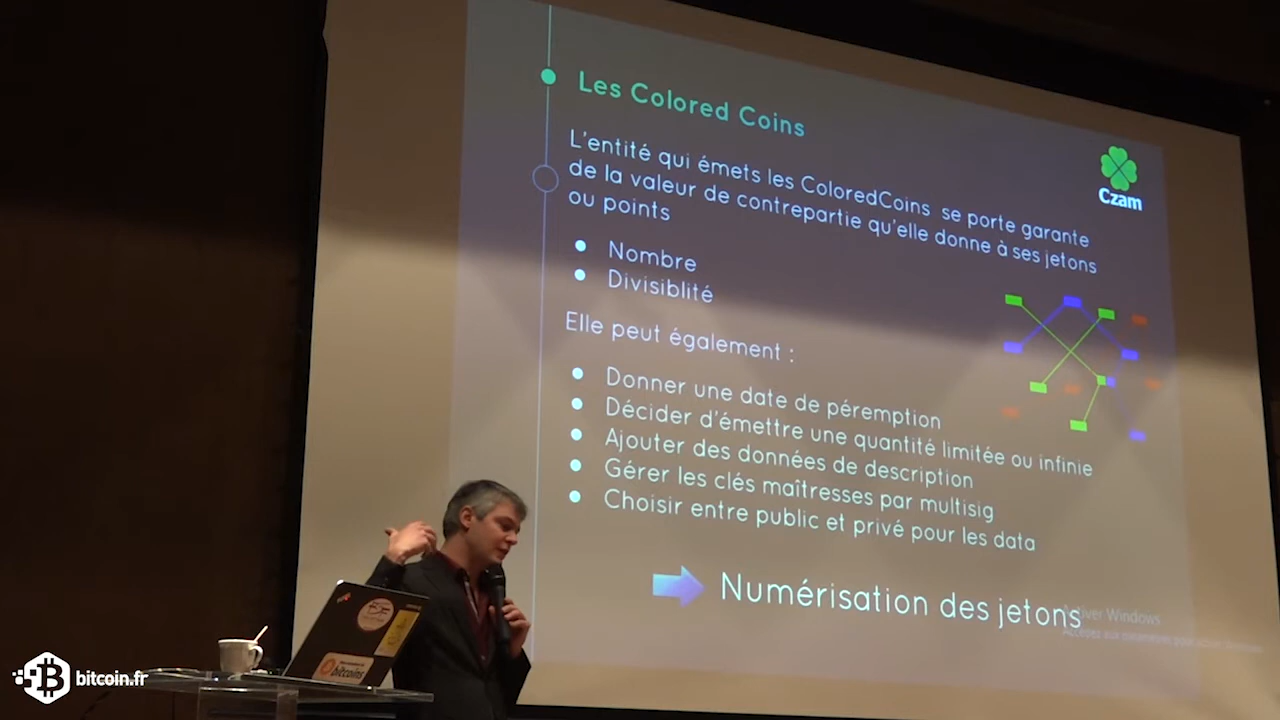 Les Colored Coins
L'entité qui émets les ColoredCoins se porte garante
de la valeur de contrepartie qu'elle donne à ses jetons
ou points
Czam
● Nombre
● Divisiblité
Elle peut également :
● Donner une date de péremption
● Décider d'émettre une quantité limitée ou infinie
● Ajouter des données de description
● Gérer les clés maîtresses par multisig
● Choisir entre public et privé pour les data
Numérisation des jetons
Activer Windows
bitcoins
bitcoin.fr